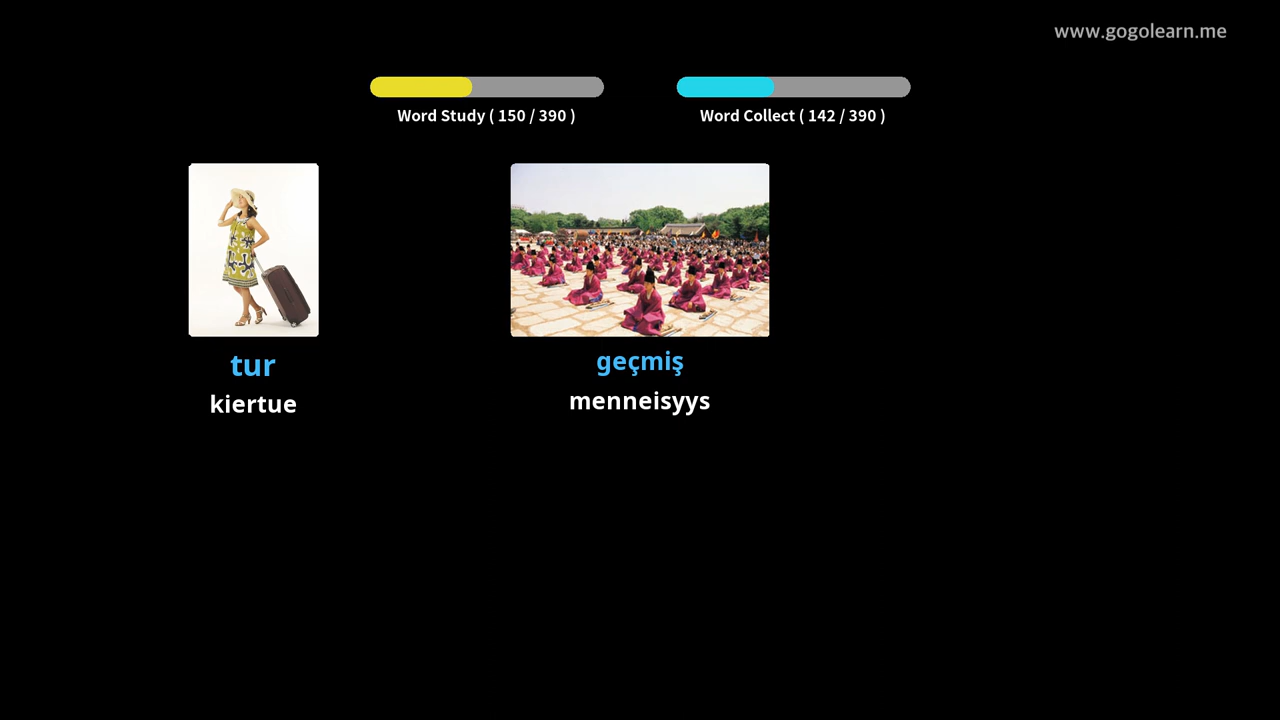 www.gogolearn.me
Word Study ( 150 / 390 )
Word Collect ( 142 / 390 )
tur
kiertue
geçmiş
menneisyys